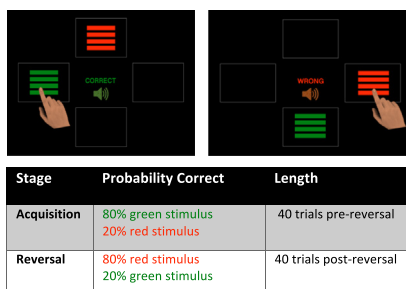 CORRECT
WRONG
Stage Probability Correct Length
Acquisition 80% green stimulus 40 trials pre-reversal
20% red stimulus
Reversal 80% red stimulus 40 trials post-reversal
20% green stimulus